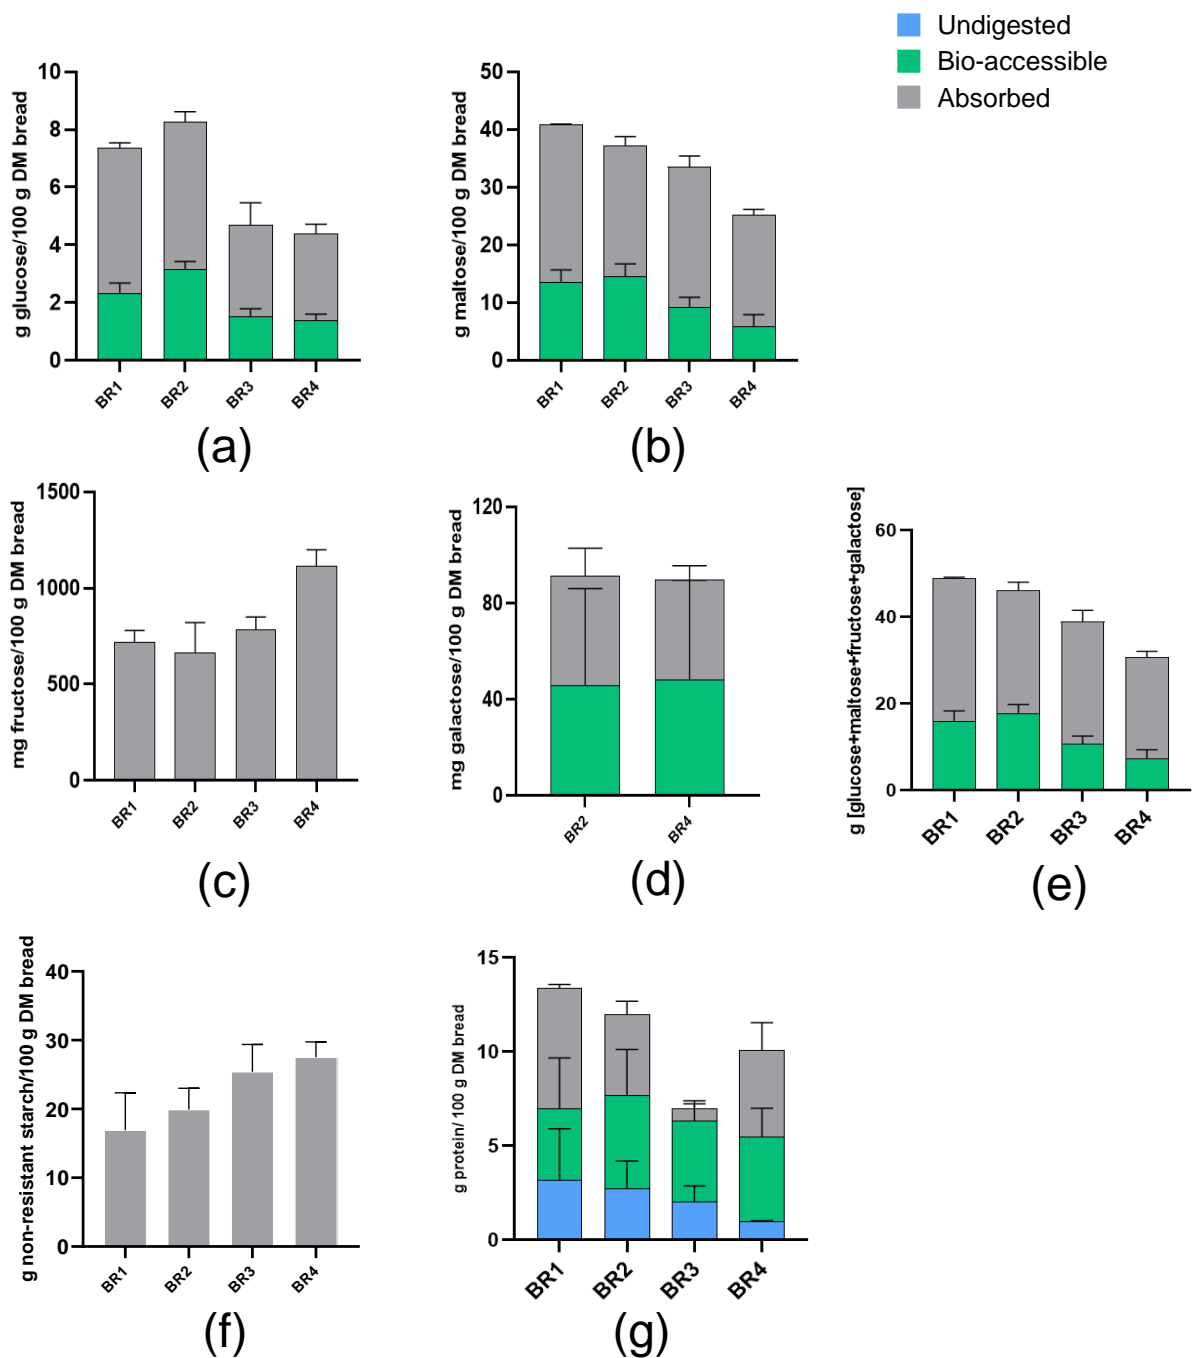 Undigested
Bio-accessible
Absorbed
g glucose/100 g DM bread
10
8
6
4
2
0
BR1 BR2 BR3 BR4
(a)
g maltose/100 g DM bread
50
40
30
20
10
0
BR1 BR2 BR3 BR4
(b)
mg fructose/100 g DM bread
1500
1000
500
0
BR1 BR2 BR3 BR4
(c)
mg galactose/100 g DM bread
120
80
40
0
BR2 BR4
(d)
g [glucose+maltose+fructose+galactose]
60
40
20
0
BR1 BR2 BR3 BR4
(e)
g non-resistant starch/100 g DM bread
40
30
20
10
0
BR1 BR2 BR3 BR4
(f)
g protein/ 100 g DM bread
15
10
5
0
BR1 BR2 BR3 BR4
(g)